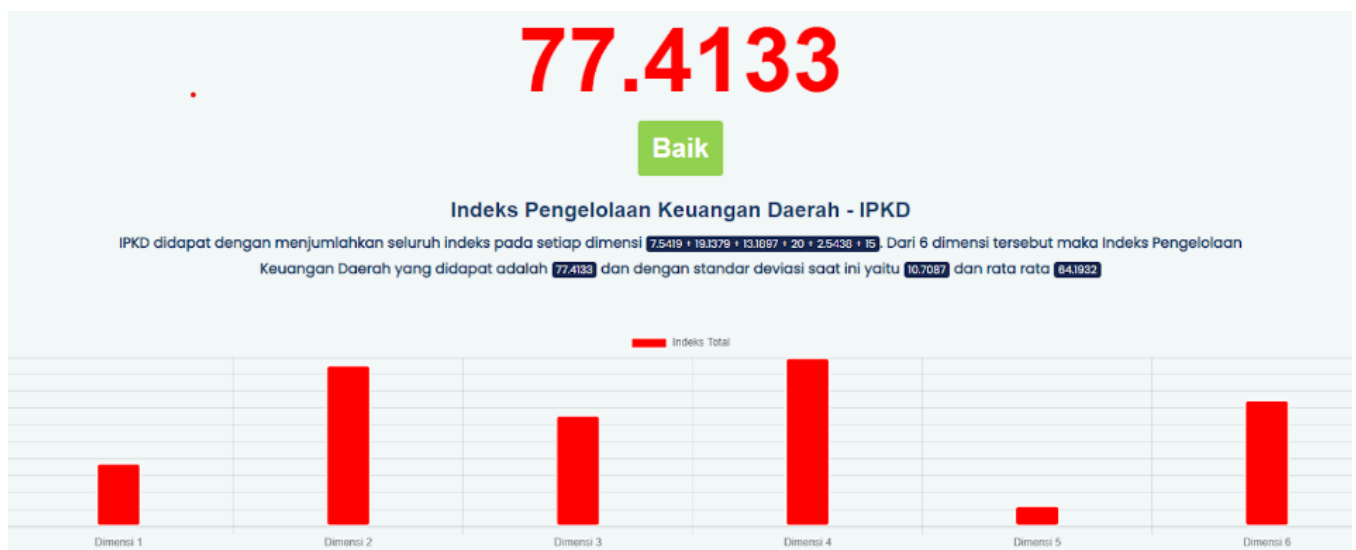 77.4133
Baik
Indeks Pengelolaan Keuangan Daerah - IPKD
IPKD didapat dengan menjumlahkan seluruh indeks pada setiap dimensi 7.5419 + 19.1379 + 13.1897 + 20 + 2.5438 + 15. Dari 6 dimensi tersebut maka Indeks Pengelolaan
Keuangan Daerah yang didapat adalah 77.4133 dan dengan standar deviasi saat ini yaitu 10.7087 dan rata rata 64.1932
Indeks Total
Dimensi 1
Dimensi 2
Dimensi 3
Dimensi 4
Dimensi 5
Dimensi 6